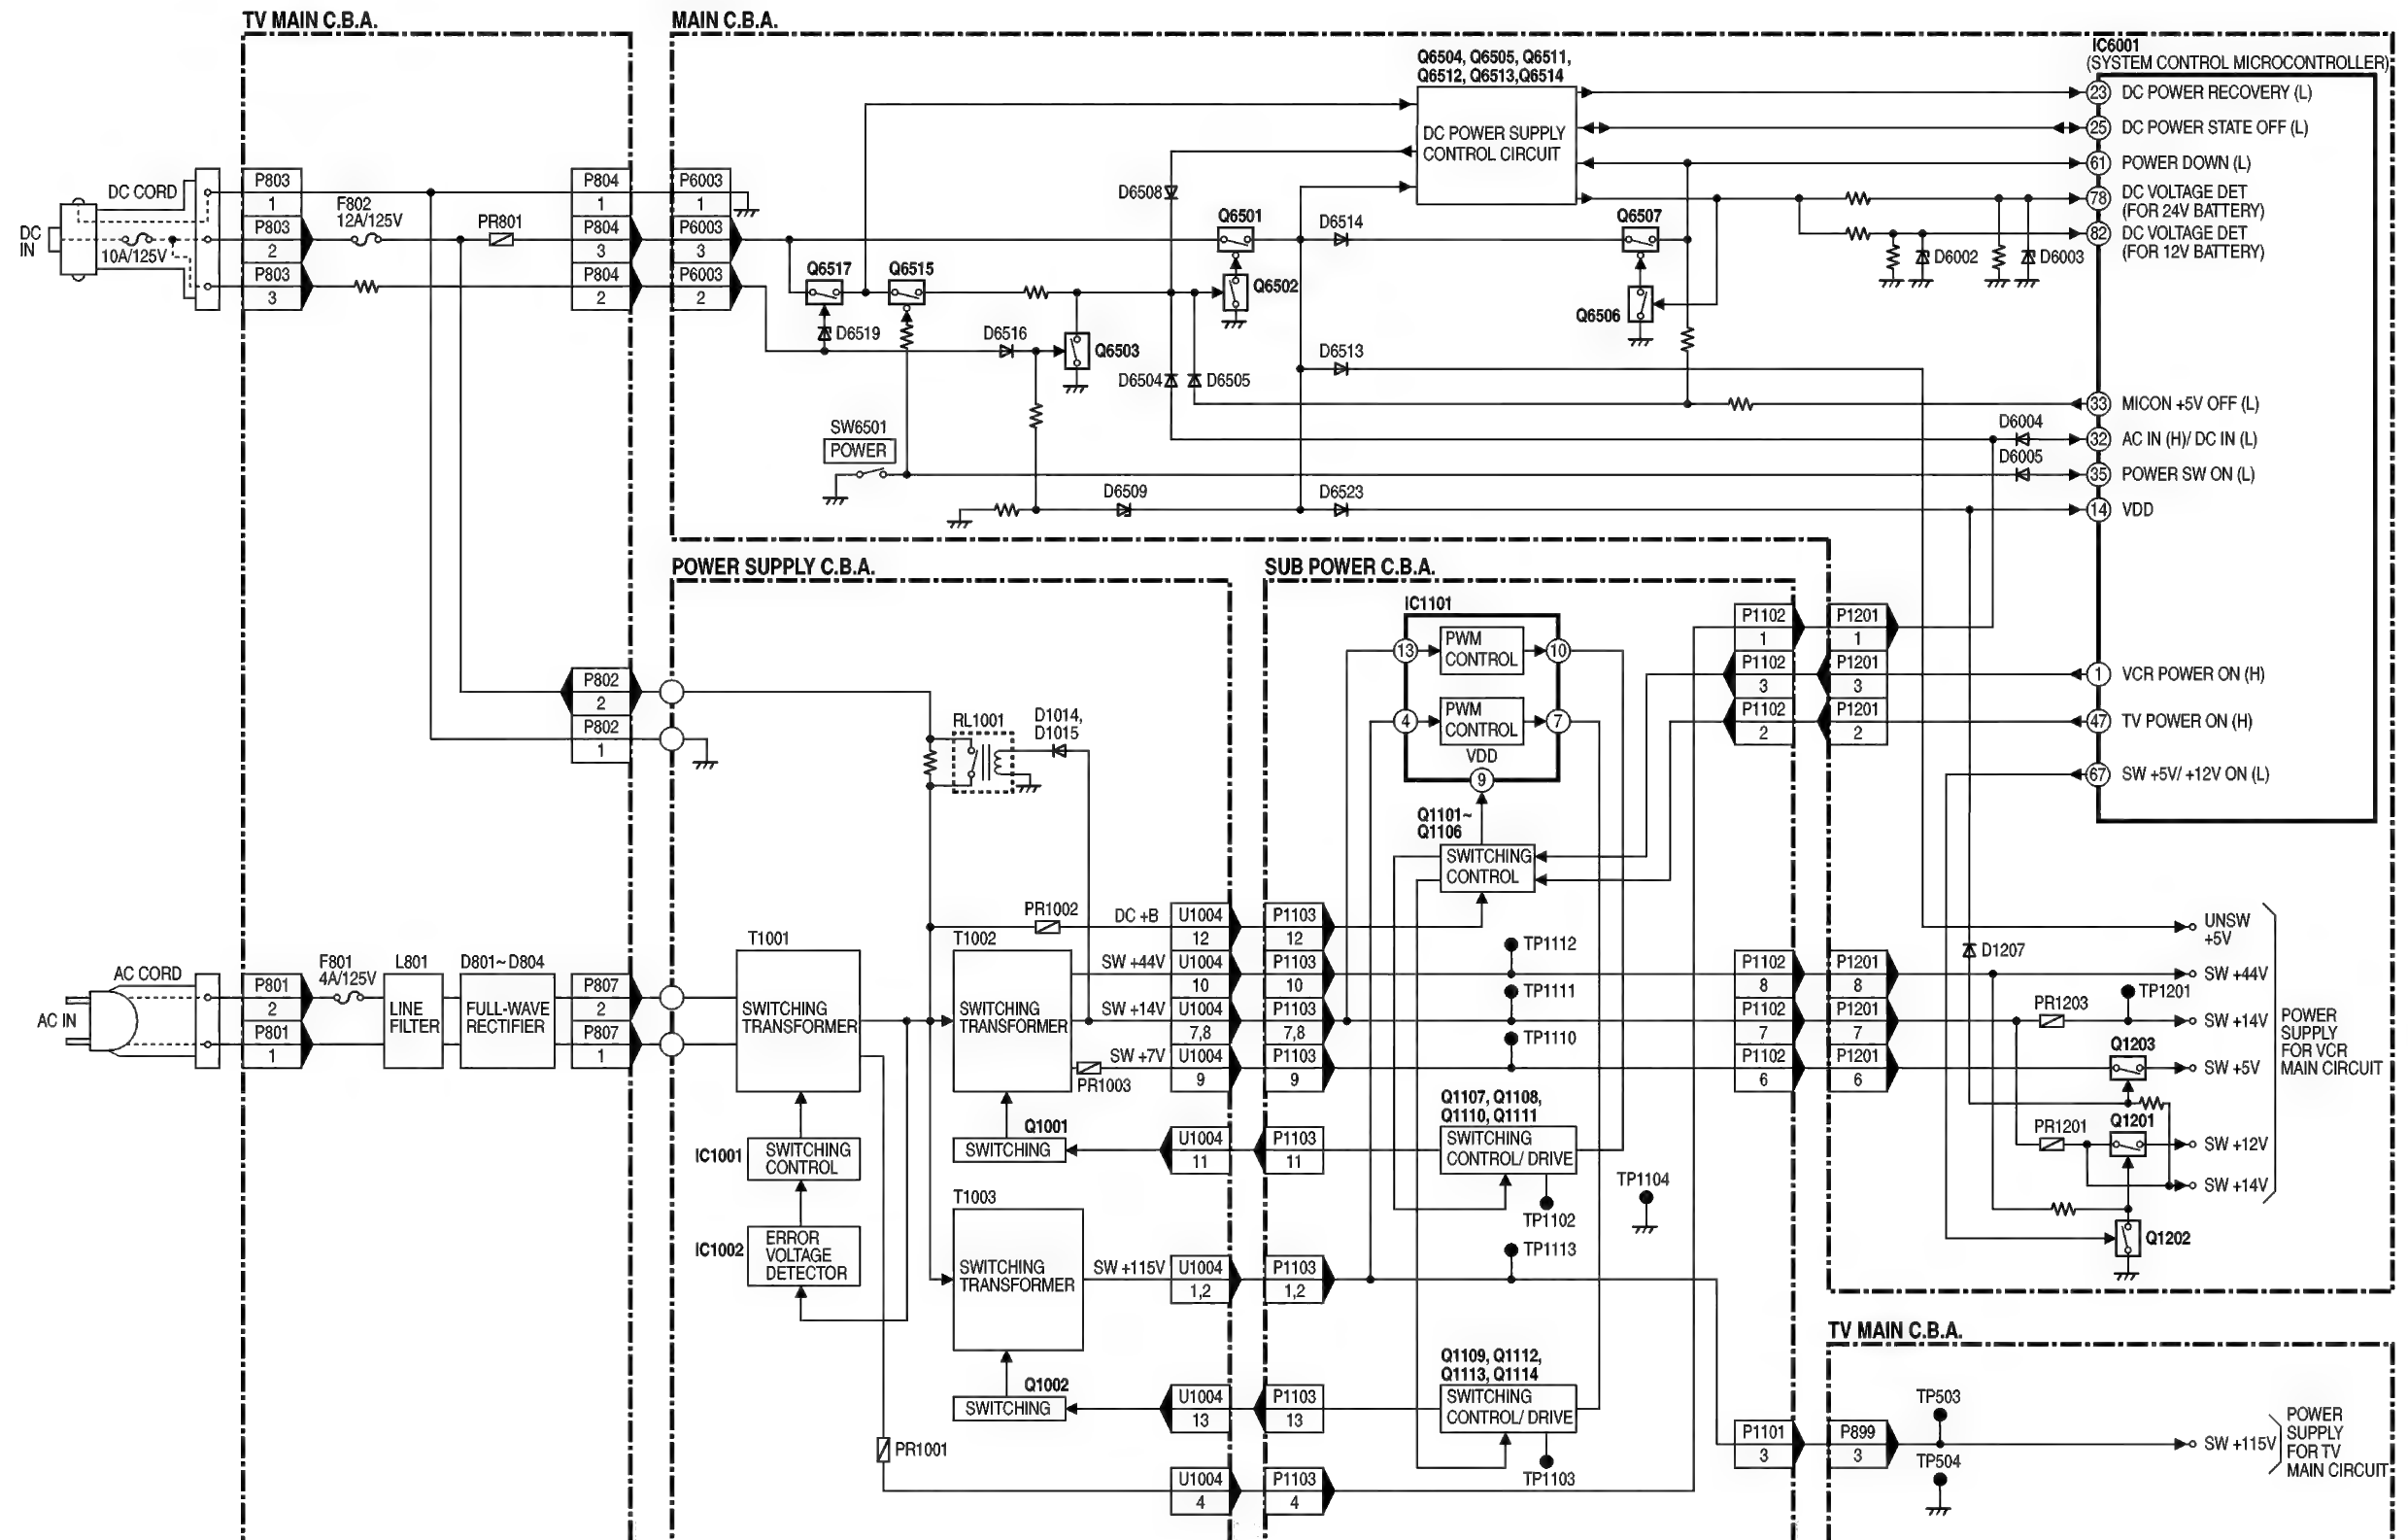 TV MAIN C.B.A.
MAIN C.B.A.
IC6001
(SYSTEM CONTROL MICROCONTROLLER)
Q6504, Q6505, Q6511,
Q6512, Q6513,Q6514
DC POWER SUPPLY
CONTROL CIRCUIT
23 DC POWER RECOVERY (L)
25 DC POWER STATE OFF (L)
61 POWER DOWN (L)
78 DC VOLTAGE DET
(FOR 24V BATTERY)
82 DC VOLTAGE DET
(FOR 12V BATTERY)
D6002
D6003
DC CORD
DC
IN
10A/125V
P803
1
P803
2
P803
3
F802
12A/125V
PR801
P804
1
P804
3
P804
2
P6003
1
P6003
3
P6003
2
D6508
Q6501
D6514
Q6507
Q6517
Q6515
Q6502
Q6506
D6519
D6516
Q6503
D6513
D6504
D6505
33 MICON +5V OFF (L)
D6004
32 AC IN (H)/ DC IN (L)
D6005
35 POWER SW ON (L)
14 VDD
SW6501
POWER
D6509
D6523
POWER SUPPLY C.B.A.
SUB POWER C.B.A.
IC1101
13 PWM
CONTROL 10
4 PWM
CONTROL 7
VDD
9
P1102
1
P1102
3
P1102
2
P1201
1
P1201
3
P1201
2
1 VCR POWER ON (H)
47 TV POWER ON (H)
67 SW +5V/ +12V ON (L)
P802
2
P802
1
RL1001
D1014,
D1015
Q1101~
Q1106
SWITCHING
CONTROL
PR1002
DC +B
U1004
12
P1103
12
T1001
SWITCHING
TRANSFORMER
T1002
SWITCHING
TRANSFORMER
SW +44V
U1004
10
P1103
10
SW +14V
U1004
7,8
P1103
7,8
SW +7V
PR1003
U1004
9
P1103
9
TP1112
TP1111
TP1110
P1102
8
P1102
7
P1102
6
P1201
8
P1201
7
P1201
6
D1207
UNSW
+5V
SW +44V
PR1203
TP1201
SW +14V
Q1203
SW +5V
PR1201
Q1201
SW +12V
SW +14V
Q1202
POWER
SUPPLY
FOR VCR
MAIN CIRCUIT
AC CORD
AC IN
P801
2
P801
1
F801
4A/125V
L801
LINE
FILTER
D801~ D804
FULL-WAVE
RECTIFIER
P807
2
P807
1
IC1001
SWITCHING
CONTROL
IC1002
ERROR
VOLTAGE
DETECTOR
Q1001
SWITCHING
U1004
11
P1103
11
Q1107, Q1108,
Q1110, Q1111
SWITCHING
CONTROL/ DRIVE
TP1102
TP1104
T1003
SWITCHING
TRANSFORMER
SW +115V
U1004
1,2
P1103
1,2
TP1113
Q1002
SWITCHING
U1004
13
P1103
13
Q1109, Q1112,
Q1113, Q1114
SWITCHING
CONTROL/ DRIVE
TP1103
PR1001
U1004
4
P1103
4
TV MAIN C.B.A.
P1101
3
P899
3
TP503
TP504
SW +115V
POWER
SUPPLY
FOR TV
MAIN CIRCUIT